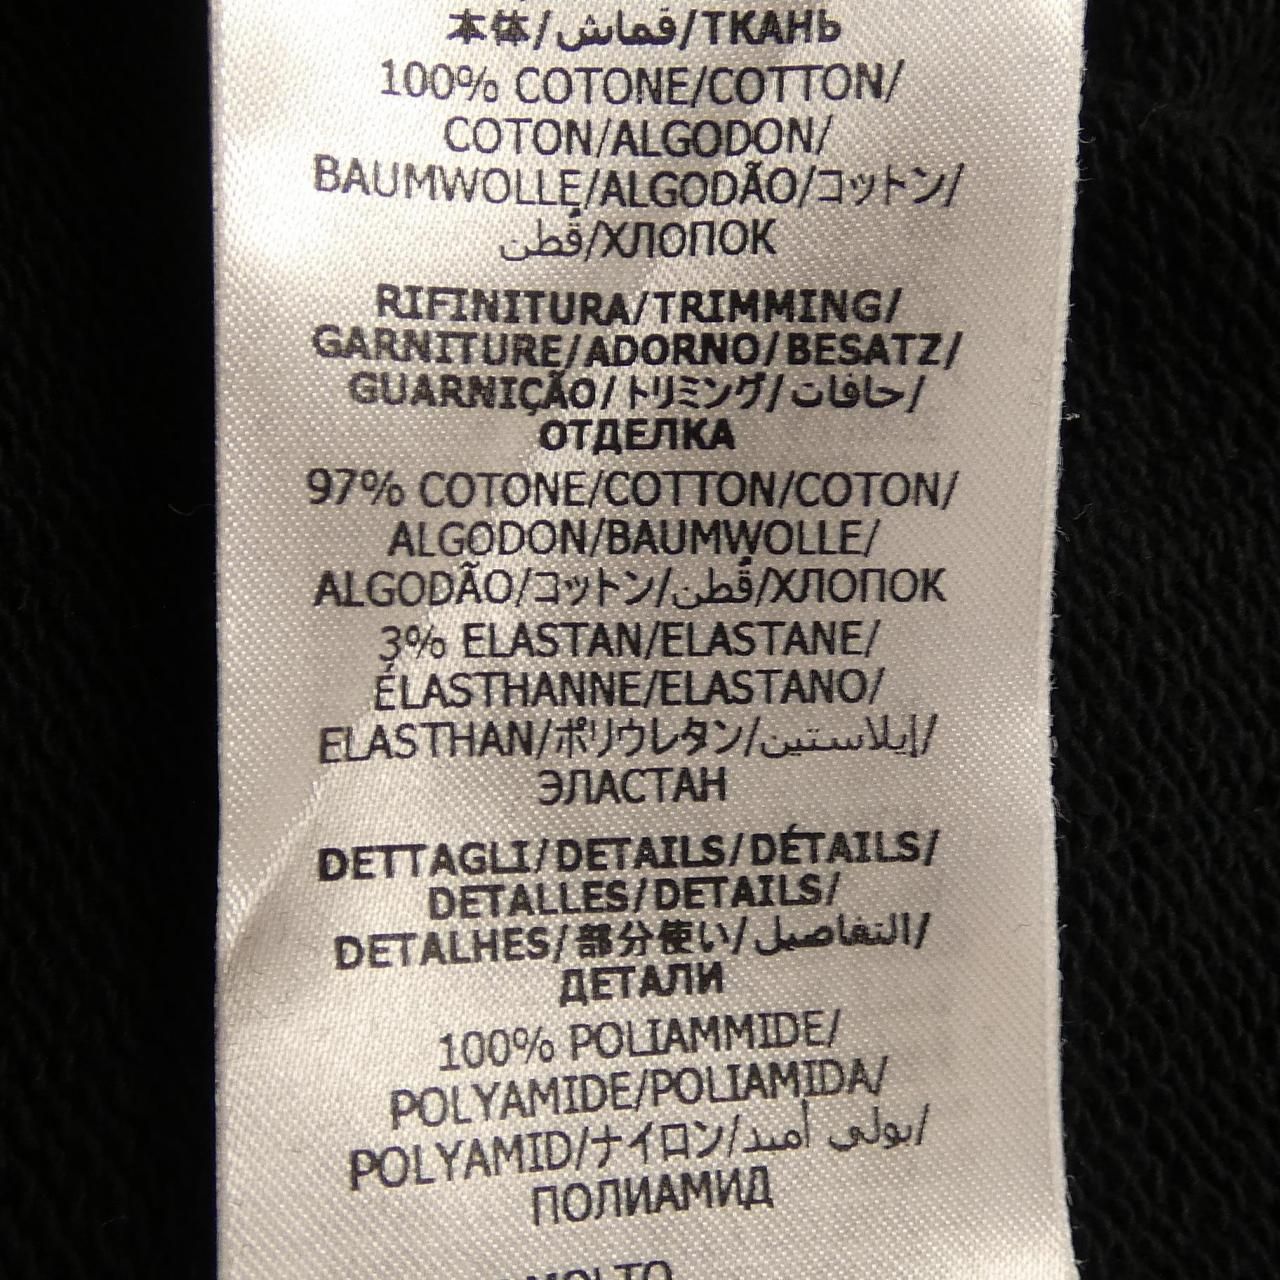 本体/قماش/ТКАНЬ
100% COTONE/COTTON/
COTON/ALGODON/
BAUMWOLLE/ALGODÃO/コットン/
قُطن/ХЛОПОК
RIFINITURA/TRIMMING/
GARNITURE/ADORNO/BESATZ/
GUARNIÇÃO/トリミング/حافات/
ОТДЕЛКА
97% COTONE/COTTON/COTON/
ALGODON/BAUMWOLLE/
ALGODÃO/コットン/قُطن/ХЛОПОК
3% ELASTAN/ELASTANE/
ÉLASTHANNE/ELASTANO/
ELASTHAN/ポリウレタン/إيلاستين/
ЭЛАСТАН
DETTAGLI/DETAILS/DÉTAILS/
DETALLES/DETAILS/
DETALHES/部分使い/التفاصيل/
ДЕТАЛИ
100% POLIAMMIDE/
POLYAMIDE/POLIAMIDA/
POLYAMID/ナイロン/بولي أميد/
ПОЛИАМИД
MOLTO